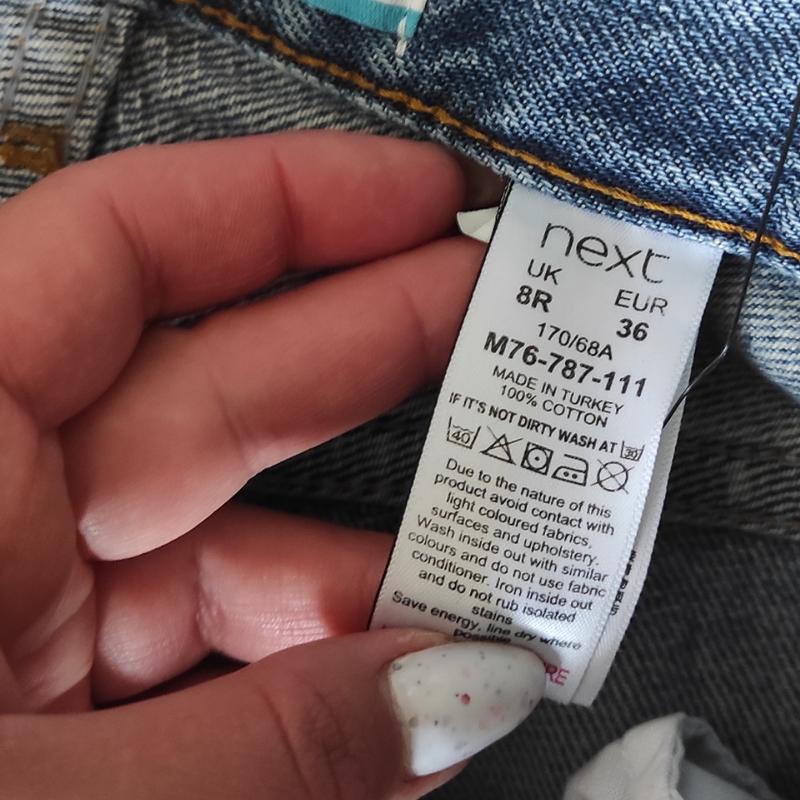 next
UK EUR
8R 36
170/68A
M76-787-111
MADE IN TURKEY
100% COTTON
IF IT'S NOT DIRTY WASH AT 30
40
Due to the nature of this
product avoid contact with
light coloured fabrics,
surfaces and upholstery.
Wash inside out with similar
colours and do not use fabric
conditioner. Iron inside out
and do not rub isolated
stains
Save energy, line dry where
possible